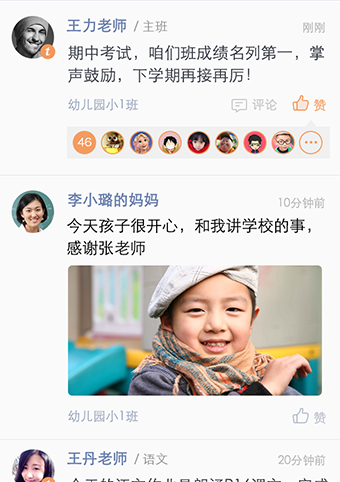 王力老师 / 主班
刚刚
期中考试，咱们班成绩名列第一，掌
声鼓励，下学期再接再厉！
幼儿园小1班
评论
赞
46
李小璐的妈妈
10分钟前
今天孩子很开心，和我讲学校的事，
感谢张老师
幼儿园小1班
赞
王丹老师 / 语文
20分钟前